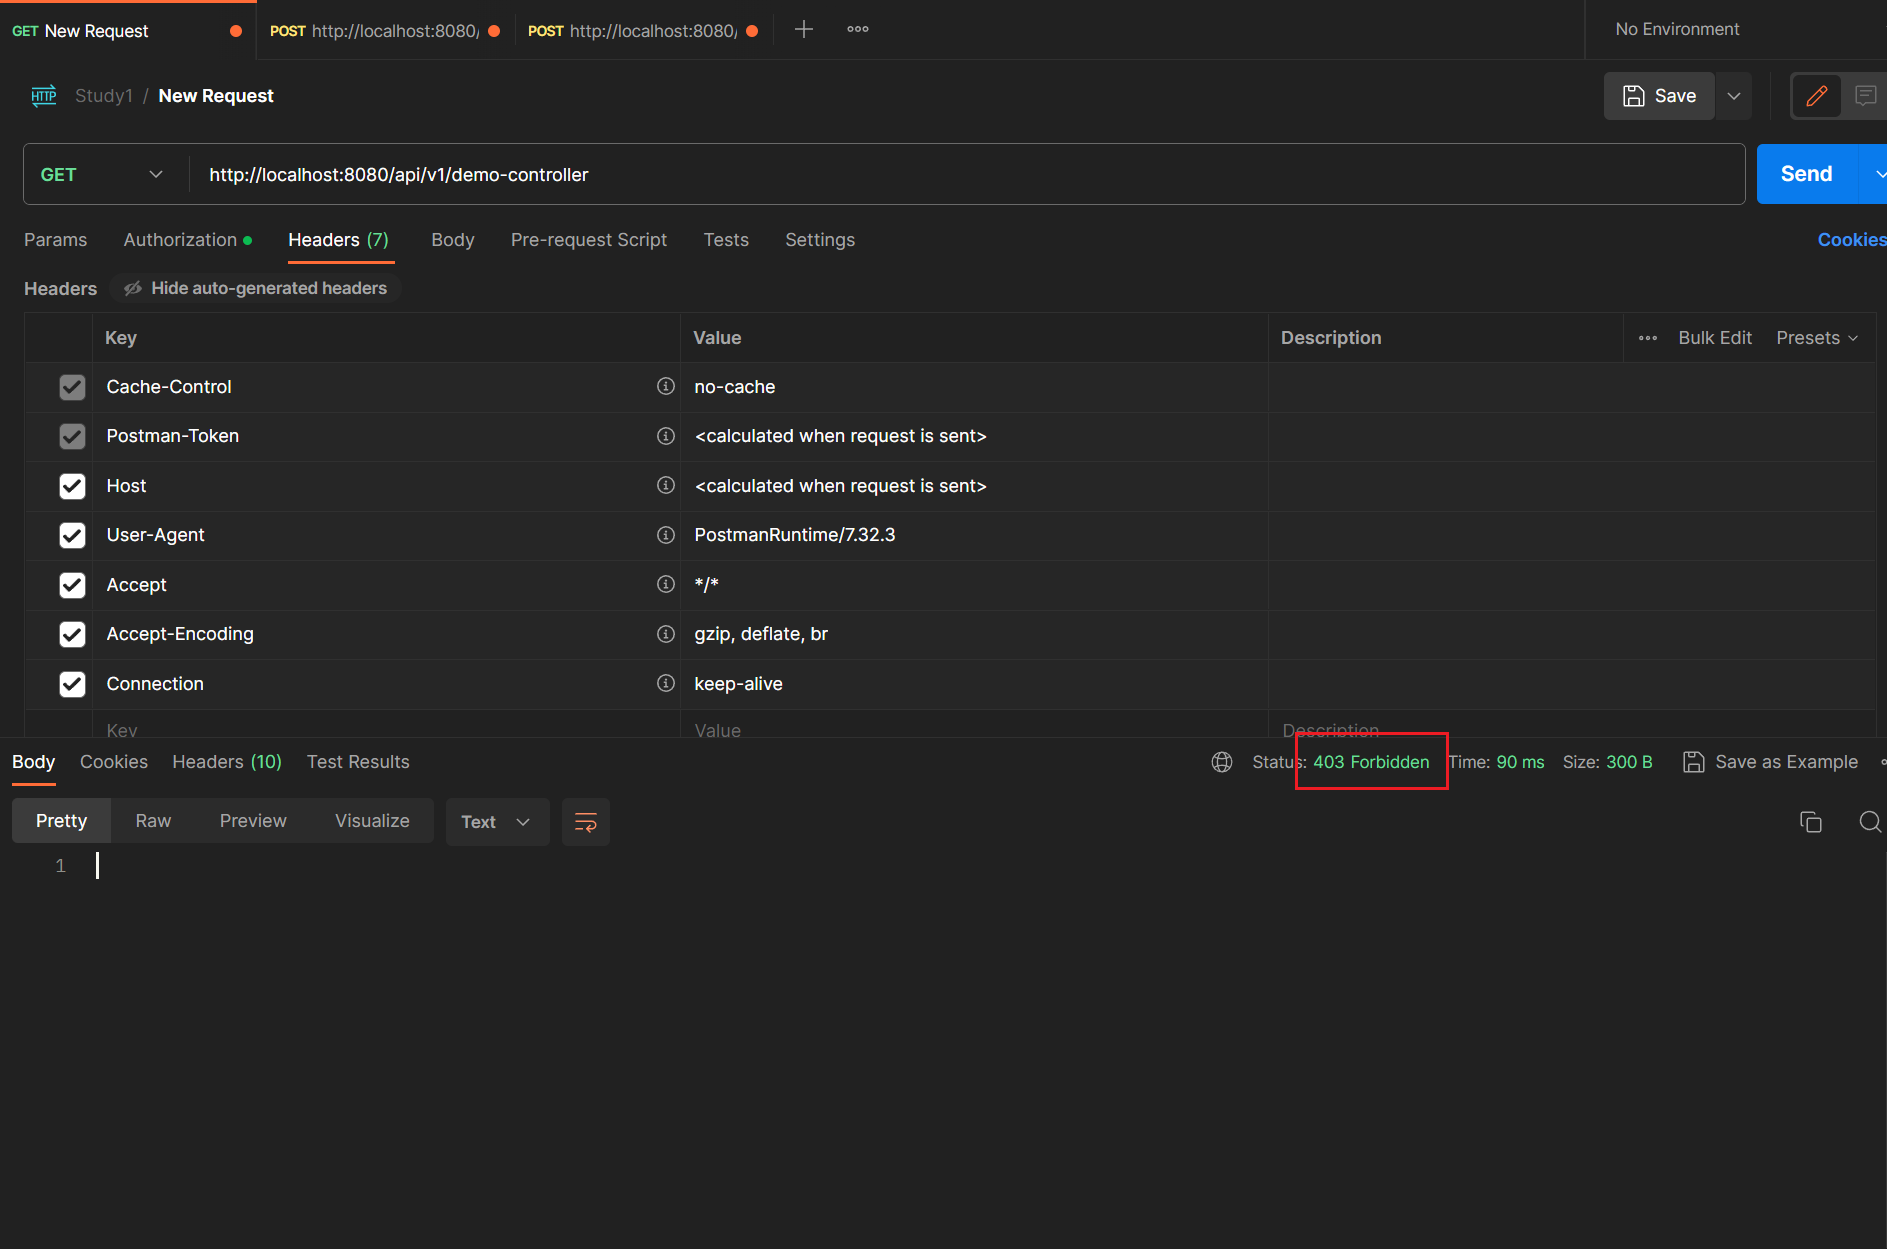 GET New Request POST http://localhost:8080/ POST http://localhost:8080/ No Environment
HTTP Study1 / New Request Save
GET http://localhost:8080/api/v1/demo-controller Send
Params Authorization Headers (7) Body Pre-request Script Tests Settings Cookies
Headers Hide auto-generated headers
Key Value Description Bulk Edit Presets
Cache-Control no-cache
Postman-Token <calculated when request is sent>
Host <calculated when request is sent>
User-Agent PostmanRuntime/7.32.3
Accept */*
Accept-Encoding gzip, deflate, br
Connection keep-alive
Key Value Description
Body Cookies Headers (10) Test Results Status: 403 Forbidden Time: 90 ms Size: 300 B Save as Example
Pretty Raw Preview Visualize Text
1